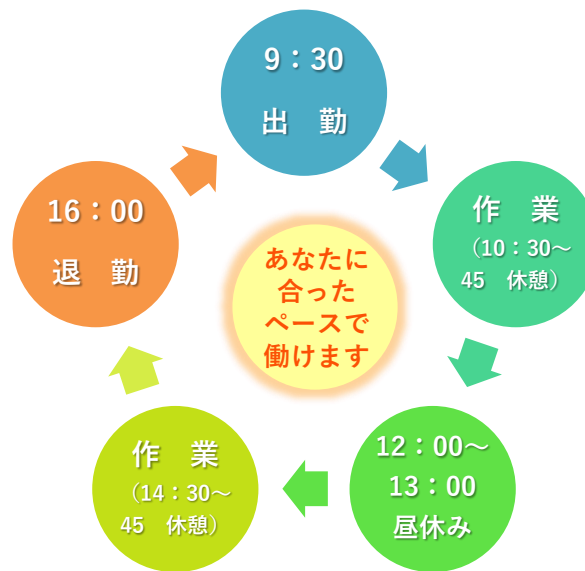 9：30
出　勤
作　業
（10：30～
45　休憩）
12：00～
13：00
昼休み
作　業
（14：30～
45　休憩）
16：00
退　勤
あなたに
合った
ペースで
働けます